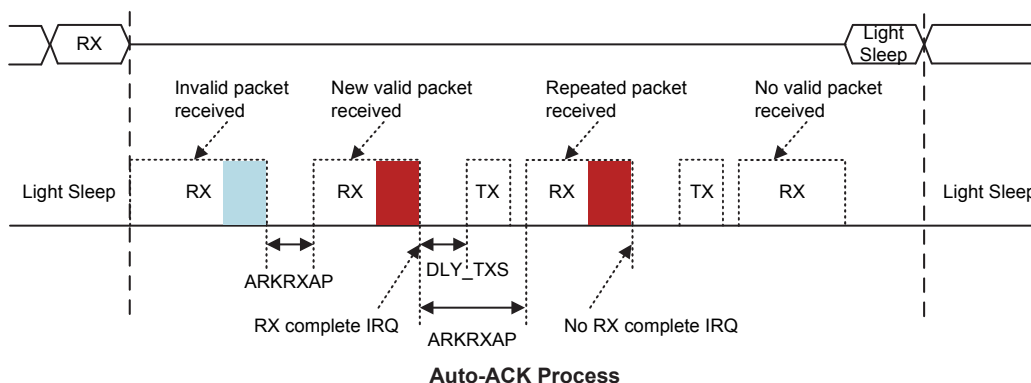 RX
Light
Sleep
Invalid packet
received
New valid packet
received
Repeated packet
received
No valid packet
received
Light Sleep
RX
RX
TX
RX
TX
RX
Light Sleep
ARKRXAP
DLY_TXS
RX complete IRQ
ARKRXAP
No RX complete IRQ
Auto-ACK Process